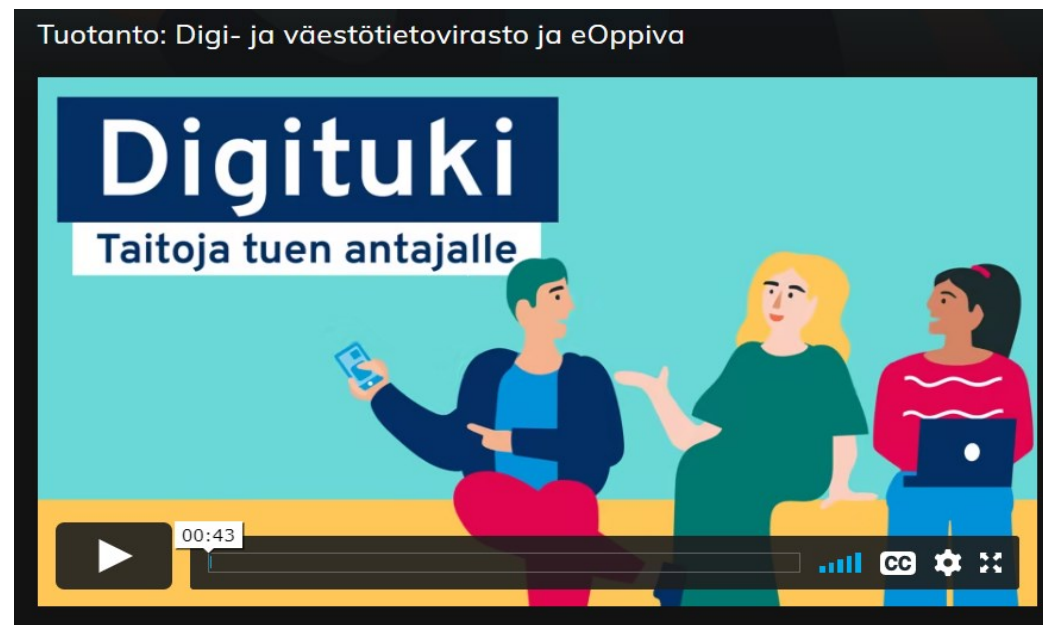 Tuotanto: Digi- ja väestötietovirasto ja eOppiva
Digituki
Taitoja tuen antajalle
00:43
CC